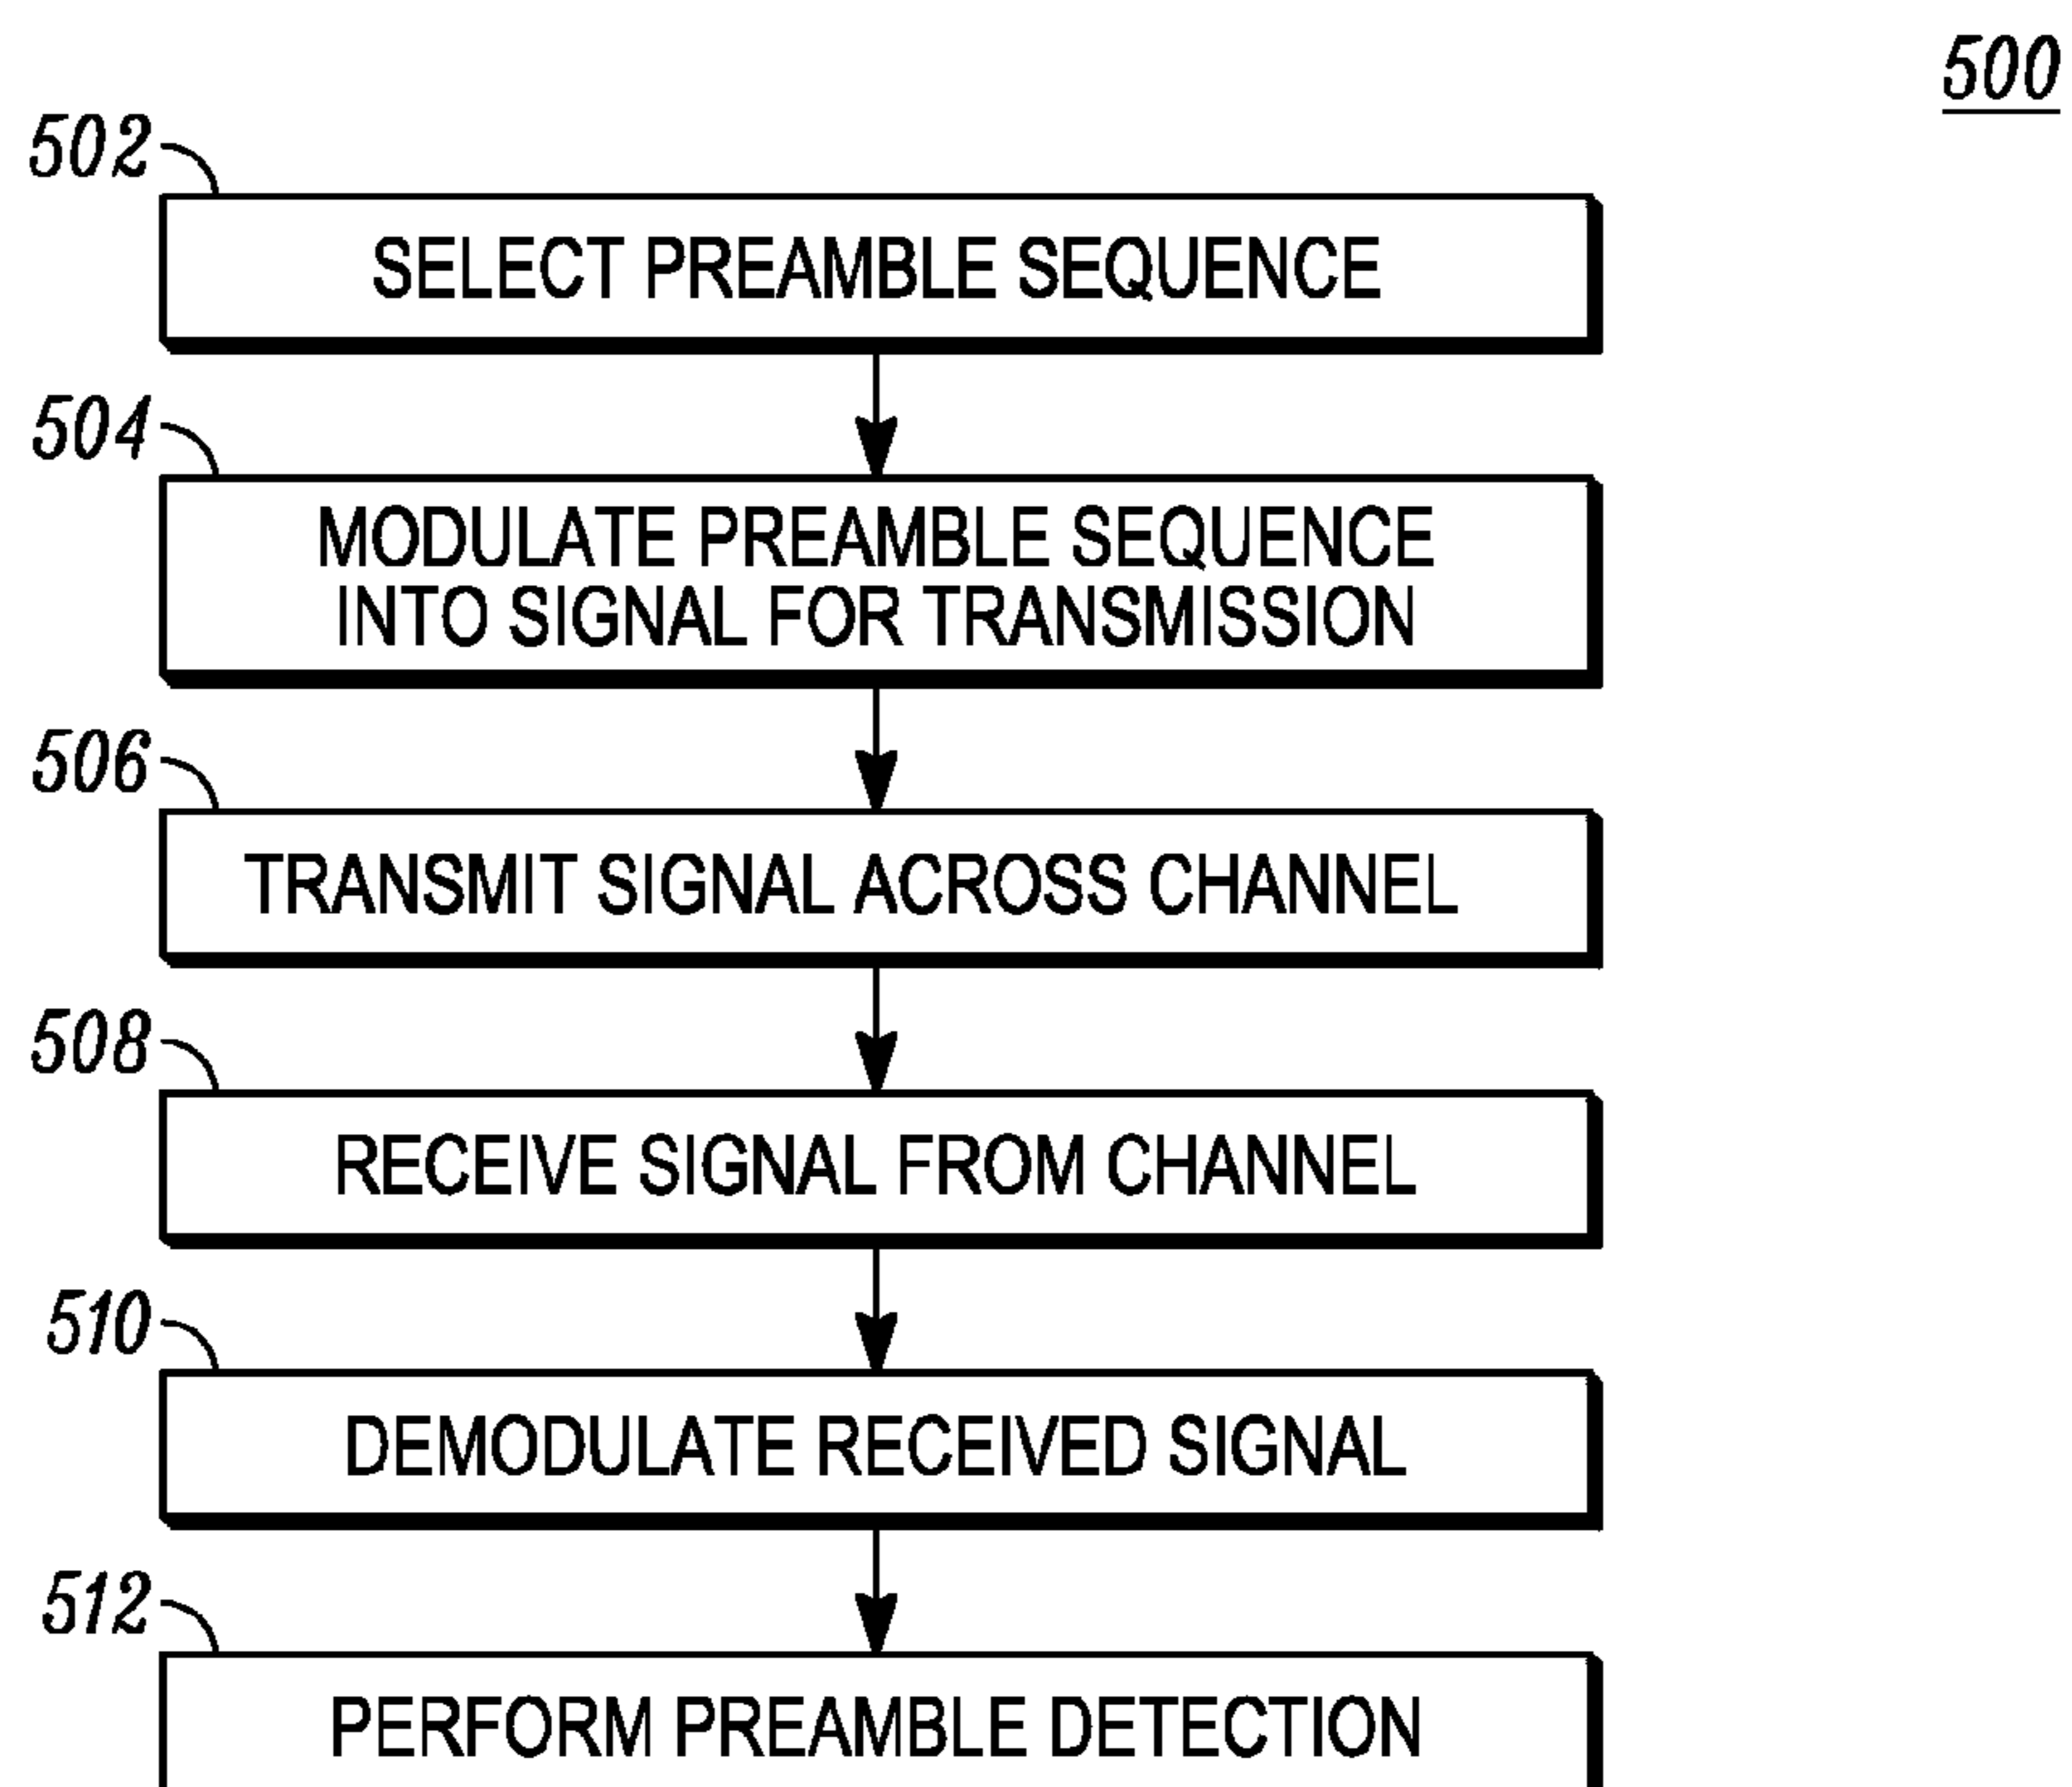 500
502
SELECT PREAMBLE SEQUENCE
504
MODULATE PREAMBLE SEQUENCE
INTO SIGNAL FOR TRANSMISSION
506
TRANSMIT SIGNAL ACROSS CHANNEL
508
RECEIVE SIGNAL FROM CHANNEL
510
DEMODULATE RECEIVED SIGNAL
512
PERFORM PREAMBLE DETECTION